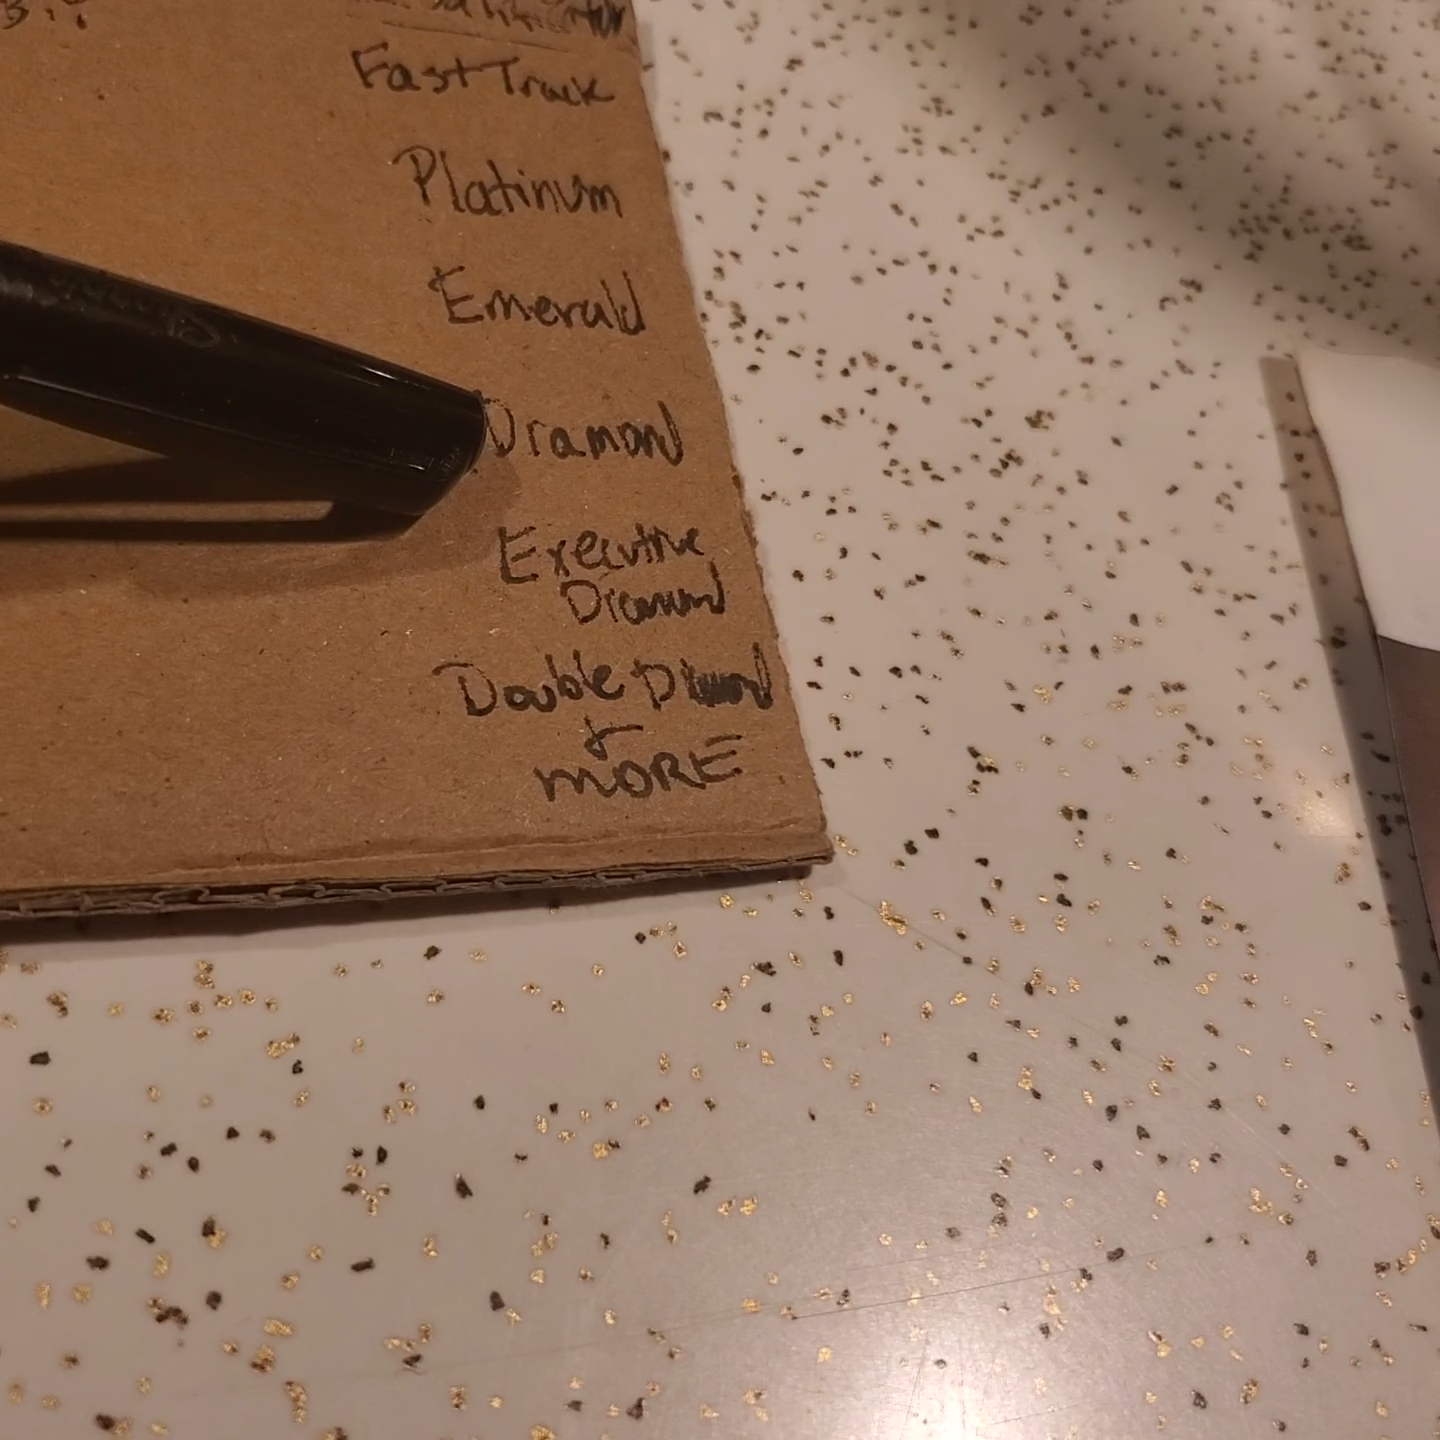 Fast Track
Platinum
Emerald
Diamond
Executive
Diamond
Double Diamond
+
MORE